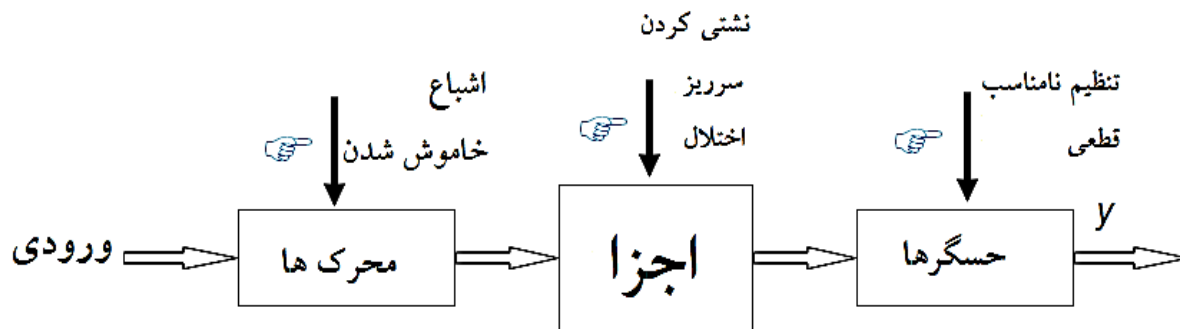 نشتی کردن
سرریز
اختلال
اشباع
خاموش شدن
تنظیم نامناسب
قطعی
ورودی
محرک ها
اجزا
حسگرها
y